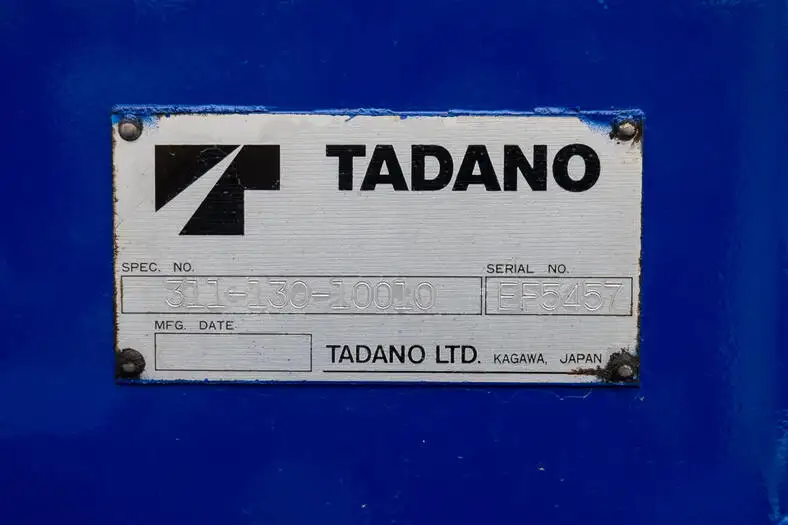 TADANO
SPEC. NO. SERIAL NO.
311-130-10010 EF5457
MFG. DATE
TADANO LTD. KAGAWA, JAPAN